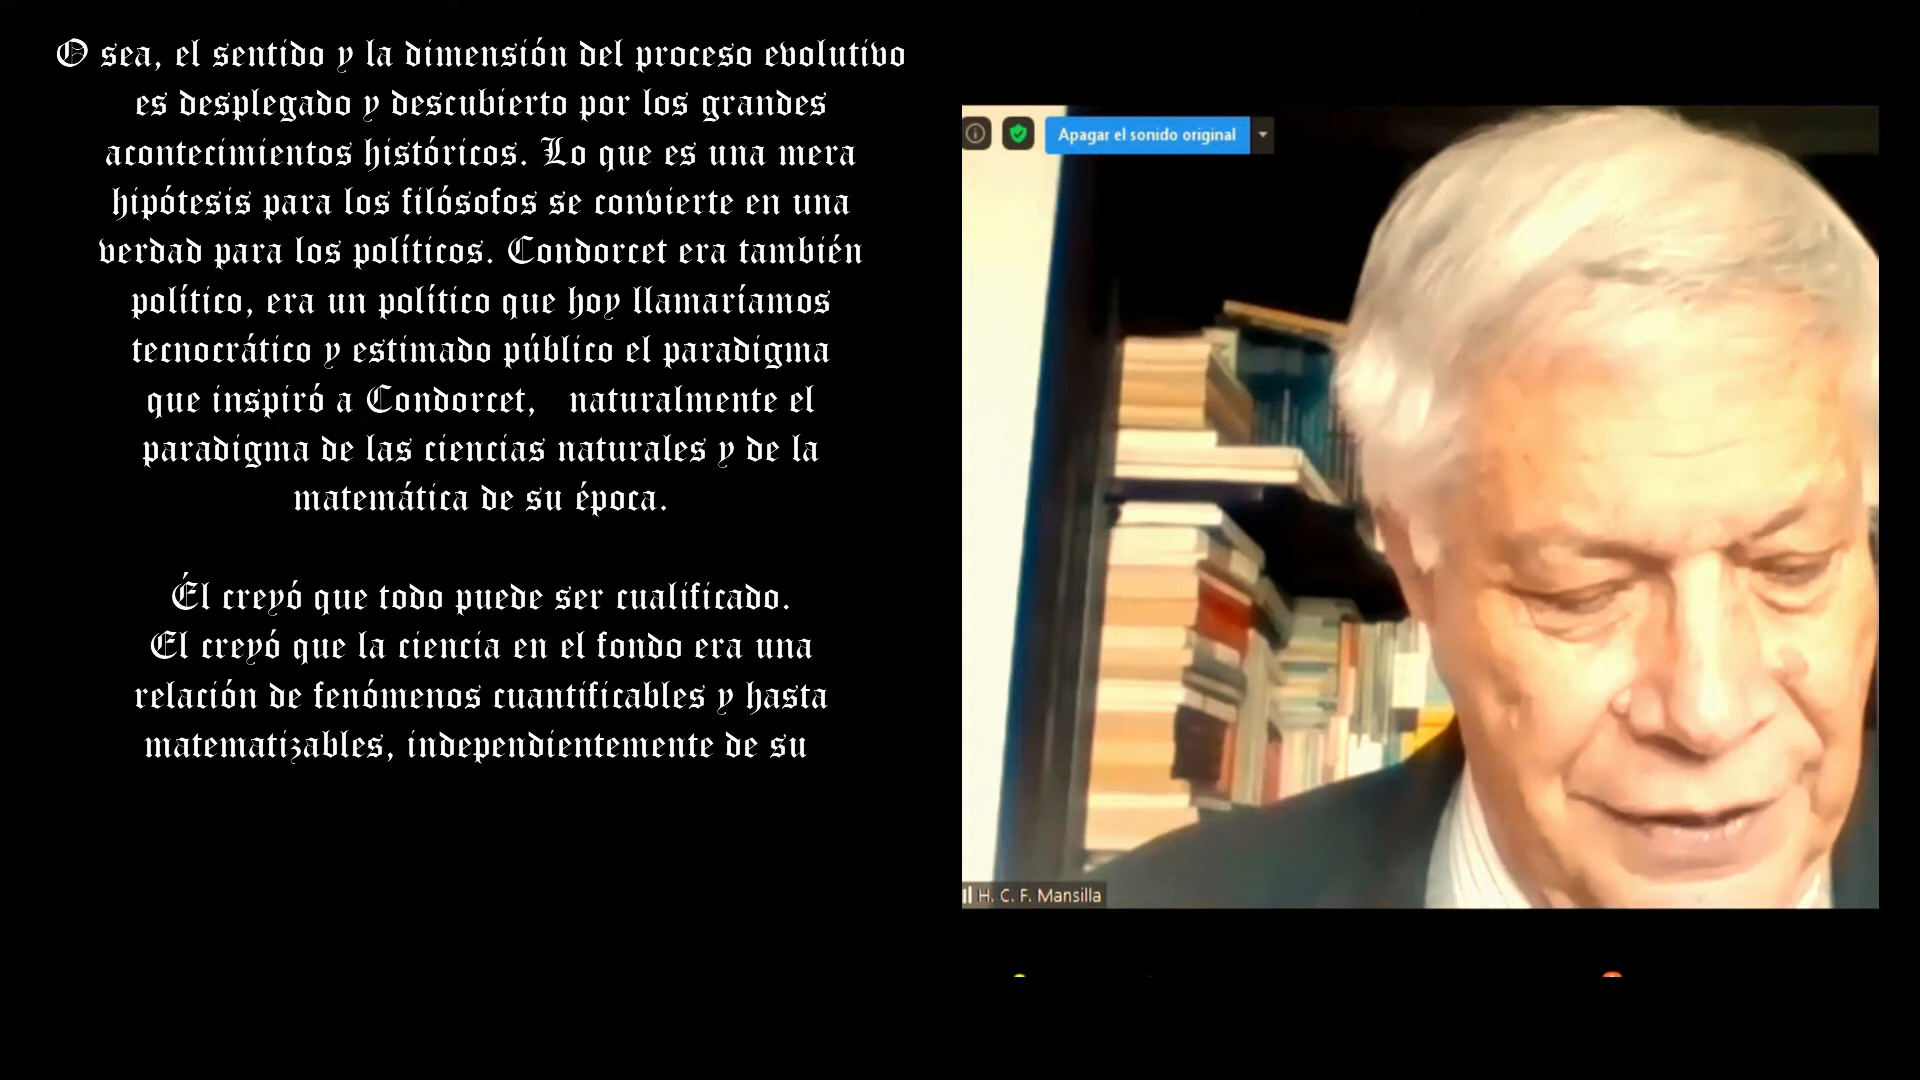 O sea, el sentido y la dimensión del proceso evolutivo
es desplegado y descubierto por los grandes
acontecimientos históricos. Lo que es una mera
hipótesis para los filósofos se convierte en una
verdad para los políticos. Condorcet era también
político, era un político que hoy llamaríamos
tecnocrático y estimado público el paradigma
que inspiró a Condorcet,   naturalmente el
paradigma de las ciencias naturales y de la
matemática de su época.
Él creyó que todo puede ser cualificado.
El creyó que la ciencia en el fondo era una
relación de fenómenos cuantificables y hasta
matematizables, independientemente de su
Apagar el sonido original
H. C. F. Mansilla